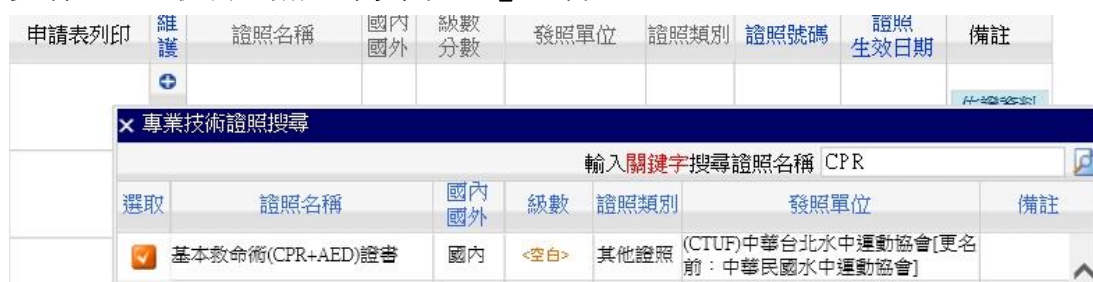 申請表列印 維護 證照名稱 國內國外 級數分數 發照單位 證照類別 證照號碼 證照生效日期 備註
× 專業技術證照搜尋
輸入關鍵字搜尋證照名稱 CPR
選取 證照名稱 國內國外 級數 證照類別 發照單位 備註
基本救命術(CPR+AED)證書 國內 <空白> 其他證照 (CTUF)中華台北水中運動協會[更名
前：中華民國水中運動協會]